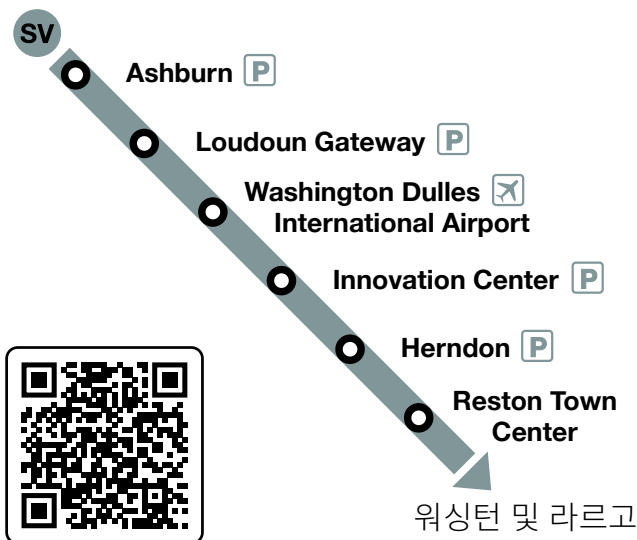 SV
Ashburn P
Loudoun Gateway P
Washington Dulles
International Airport
Innovation Center P
Herndon P
Reston Town
Center
워싱턴 및 라르고